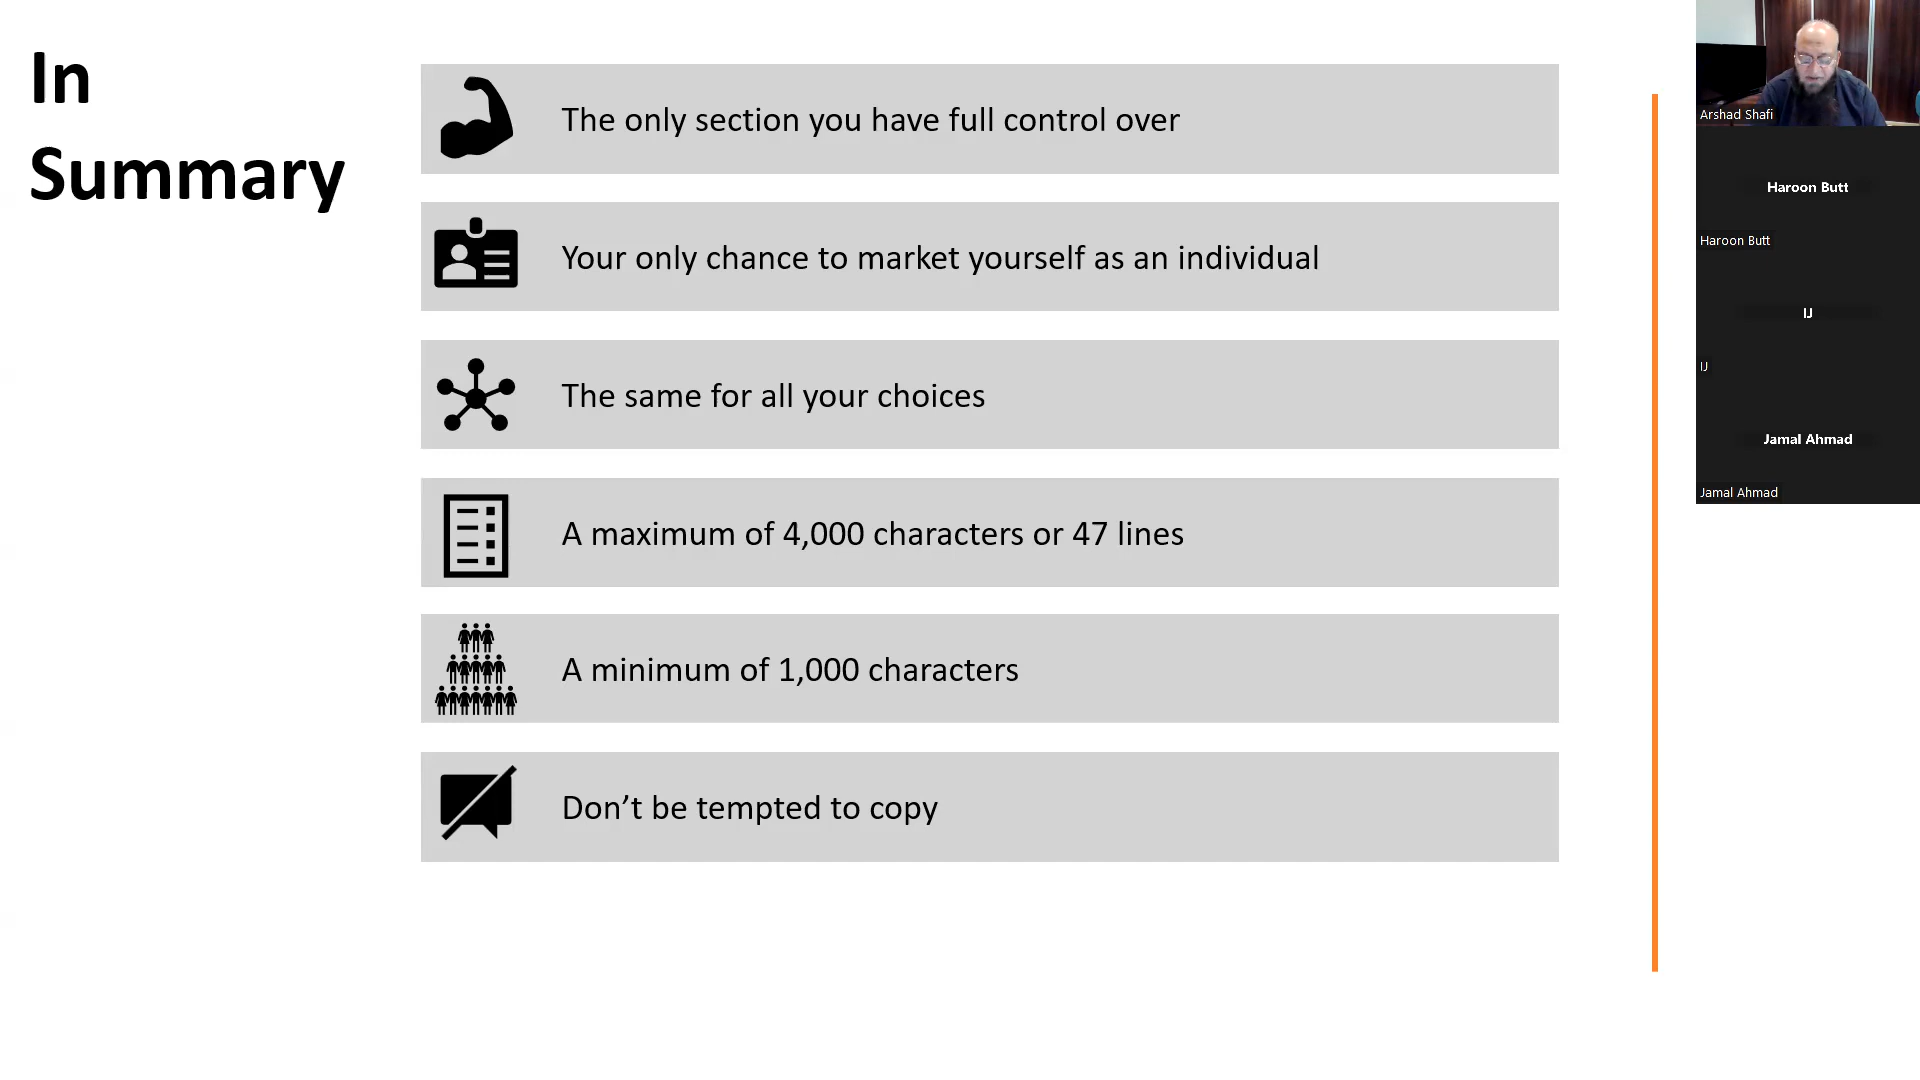 In
Summary
The only section you have full control over
Your only chance to market yourself as an individual
The same for all your choices
A maximum of 4,000 characters or 47 lines
A minimum of 1,000 characters
Don’t be tempted to copy
Arshad Shafi
Haroon Butt
Haroon Butt
IJ
IJ
Jamal Ahmad
Jamal Ahmad